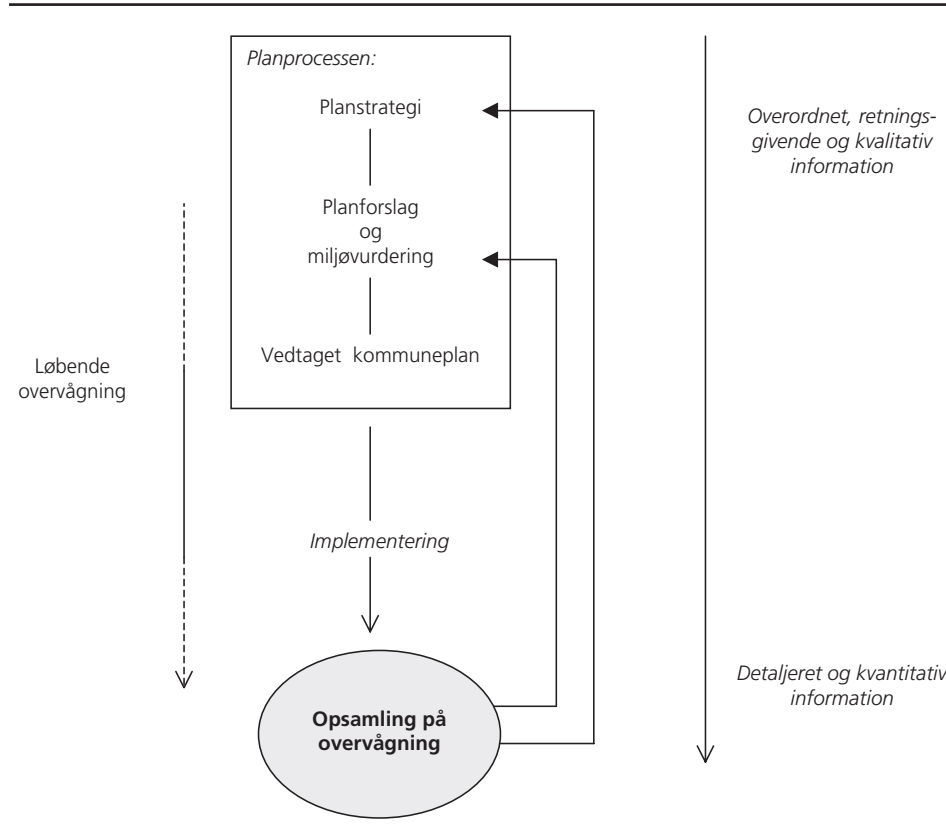 Planprocessen:
Planstrategi
Planforslag
og
miljøvurdering
Vedtaget kommuneplan
Løbende
overvågning
Implementering
Opsamling på
overvågning
Overordnet, retnings-
givende og kvalitativ
information
Detaljeret og kvantitativ
information